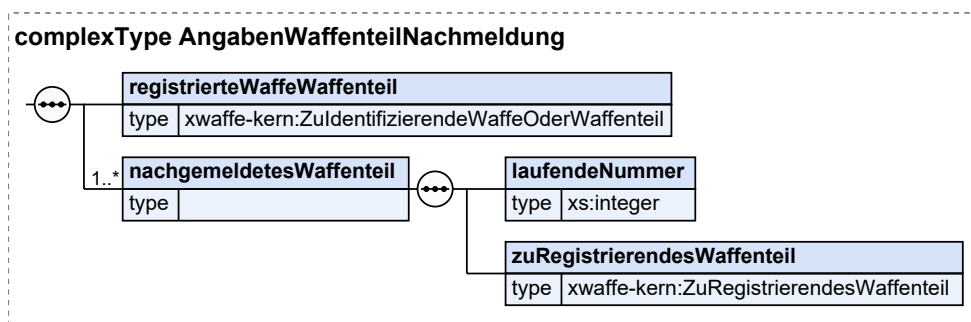 complexType AngabenWaffenteilNachmeldung
registrierteWaffeWaffenteil
type xwaffe-kern:ZuIdentifizierendeWaffeOderWaffenteil
1..*
nachgemeldetesWaffenteil
type
laufendeNummer
type xs:integer
zuRegistrierendesWaffenteil
type xwaffe-kern:ZuRegistrierendesWaffenteil